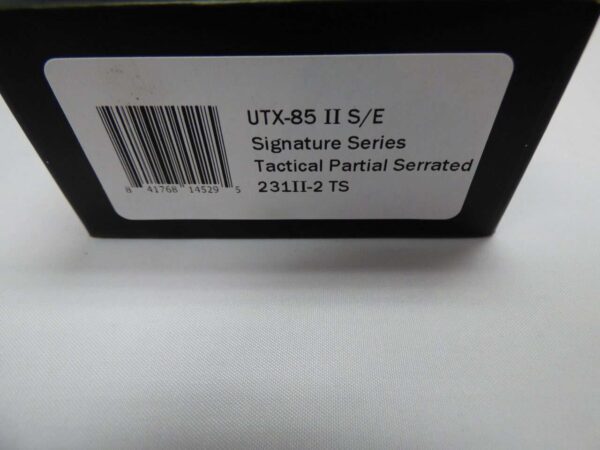 UTX-85 II S/E
Signature Series
Tactical Partial Serrated
231II-2 TS
8 41768 14529 5